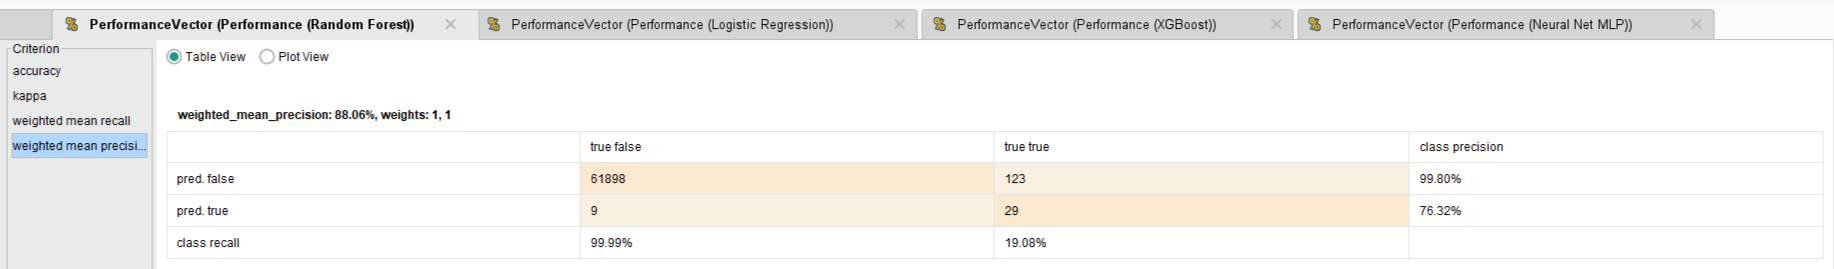 PerformanceVector (Performance (Random Forest)) PerformanceVector (Performance (Logistic Regression)) PerformanceVector (Performance (XGBoost)) PerformanceVector (Performance (Neural Net MLP))
Criterion
accuracy
kappa
weighted mean recall
weighted mean precisi...
Table View Plot View
weighted_mean_precision: 88.06%, weights: 1, 1
true false true true class precision
pred. false 61898 123 99.80%
pred. true 9 29 76.32%
class recall 99.99% 19.08%